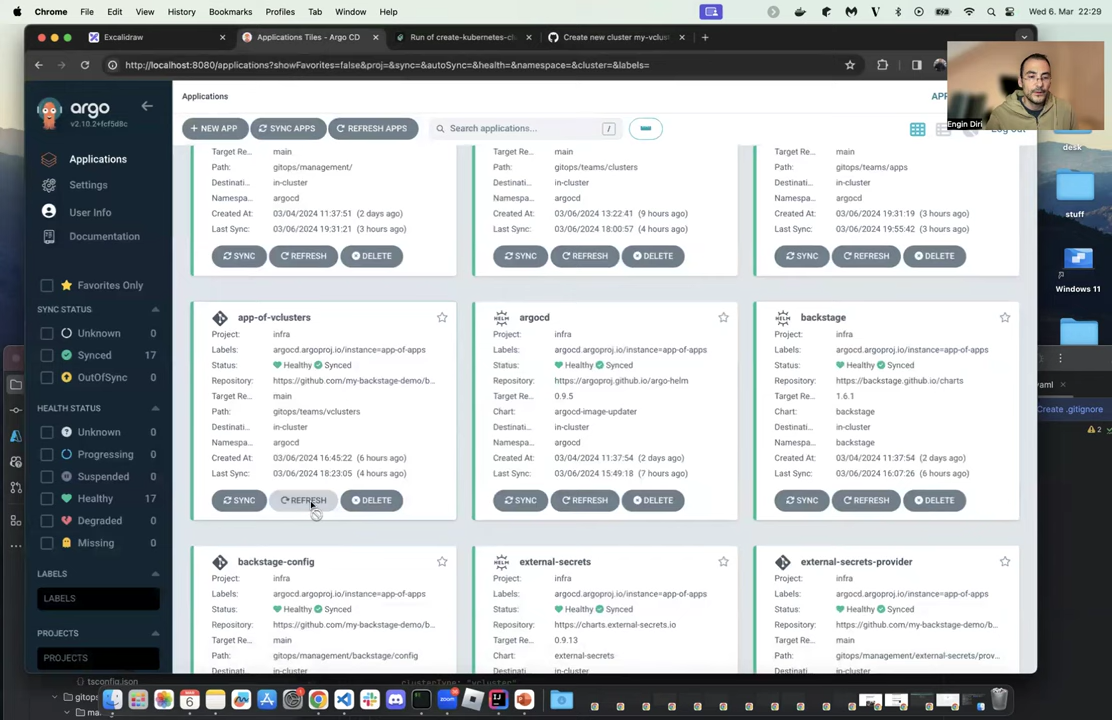 Chrome File Edit View History Bookmarks Profiles Tab Window Help Wed 6. Mar 22:29
Excalidraw Applications Tiles - Argo CD Run of create-kubernetes-cl Create new cluster my-vclust
http://localhost:8080/applications?showFavorites=false&proj=&sync=&autoSync=&health=&namespace=&cluster=&labels=
Engin Diri
argo
v2.10.2+fcf5d8c
Applications
Settings
User Info
Documentation
Favorites Only
SYNC STATUS
Unknown 0
Synced 17
OutOfSync 0
HEALTH STATUS
Unknown 0
Progressing 0
Suspended 0
Healthy 17
Degraded 0
Missing 0
LABELS
LABELS
PROJECTS
PROJECTS
Applications
+ NEW APP SYNC APPS REFRESH APPS Search applications... / Log Out
Target Re... main
Path: gitops/management/
Destinati... in-cluster
Namespa... argocd
Created At: 03/04/2024 11:37:51 (2 days ago)
Last Sync: 03/06/2024 19:31:21 (3 hours ago)
SYNC REFRESH DELETE
Target Re... main
Path: gitops/teams/clusters
Destinati... in-cluster
Namespa... argocd
Created At: 03/06/2024 13:22:41 (9 hours ago)
Last Sync: 03/06/2024 18:00:57 (4 hours ago)
SYNC REFRESH DELETE
Target Re... main
Path: gitops/teams/apps
Destinati... in-cluster
Namespa... argocd
Created At: 03/06/2024 19:31:19 (3 hours ago)
Last Sync: 03/06/2024 19:55:42 (3 hours ago)
SYNC REFRESH DELETE
app-of-vclusters
Project: infra
Labels: argocd.argoproj.io/instance=app-of-apps
Status: Healthy Synced
Repository: https://github.com/my-backstage-demo/b...
Target Re... main
Path: gitops/teams/vclusters
Destinati... in-cluster
Namespa... argocd
Created At: 03/06/2024 16:45:22 (6 hours ago)
Last Sync: 03/06/2024 18:23:05 (4 hours ago)
SYNC REFRESH DELETE
argocd
Project: infra
Labels: argocd.argoproj.io/instance=app-of-apps
Status: Healthy Synced
Repository: https://argoproj.github.io/argo-helm
Target Re... 0.9.5
Chart: argocd-image-updater
Destinati... in-cluster
Namespa... argocd
Created At: 03/04/2024 11:37:54 (2 days ago)
Last Sync: 03/06/2024 15:49:18 (7 hours ago)
SYNC REFRESH DELETE
backstage
Project: infra
Labels: argocd.argoproj.io/instance=app-of-apps
Status: Healthy Synced
Repository: https://backstage.github.io/charts
Target Re... 1.6.1
Chart: backstage
Destinati... in-cluster
Namespa... backstage
Created At: 03/04/2024 11:37:54 (2 days ago)
Last Sync: 03/06/2024 16:07:26 (6 hours ago)
SYNC REFRESH DELETE
backstage-config
Project: infra
Labels: argocd.argoproj.io/instance=app-of-apps
Status: Healthy Synced
Repository: https://github.com/my-backstage-demo/b...
Target Re... main
Path: gitops/management/backstage/config
Destinati... in-cluster
external-secrets
Project: infra
Labels: argocd.argoproj.io/instance=app-of-apps
Status: Healthy Synced
Repository: https://charts.external-secrets.io
Target Re... 0.9.13
Chart: external-secrets
Destinati... in-cluster
external-secrets-provider
Project: infra
Labels: argocd.argoproj.io/instance=app-of-apps
Status: Healthy Synced
Repository: https://github.com/my-backstage-demo/b...
Target Re... main
Path: gitops/management/external-secrets/prov...
Destinati... in-cluster
desk
stuff
Windows 11
yaml
Create .gitignore
2
tsconfig.json
clusterType: "vcluster"
gitops